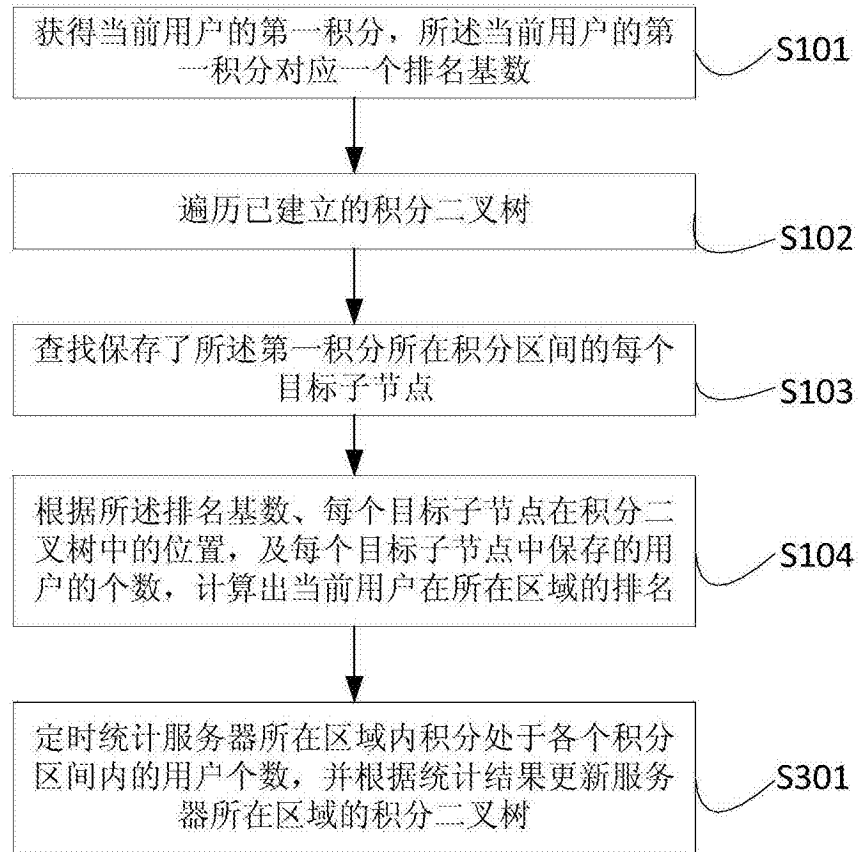 获得当前用户的第一积分，所述当前用户的第
一积分对应一个排名基数
S101
遍历已建立的积分二叉树
S102
查找保存了所述第一积分所在积分区间的每个
目标子节点
S103
根据所述排名基数、每个目标子节点在积分二
叉树中的位置，及每个目标子节点中保存的用
户的个数，计算出当前用户在所在区域的排名
S104
定时统计服务器所在区域内积分处于各个积分
区间内的用户个数，并根据统计结果更新服务
器所在区域的积分二叉树
S301